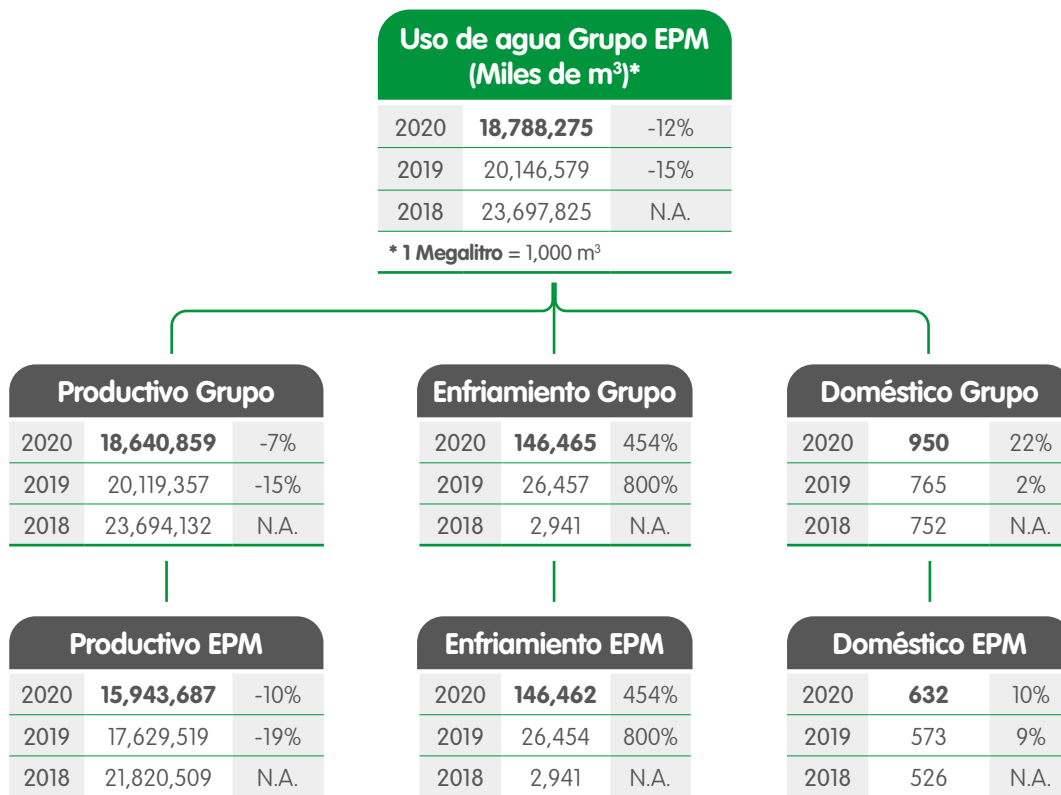 Uso de agua Grupo EPM
(Miles de m³)*
2020 18,788,275 -12%
2019 20,146,579 -15%
2018 23,697,825 N.A.
* 1 Megalitro = 1,000 m³
Productivo Grupo
2020 18,640,859 -7%
2019 20,119,357 -15%
2018 23,694,132 N.A.
Enfriamiento Grupo
2020 146,465 454%
2019 26,457 800%
2018 2,941 N.A.
Doméstico Grupo
2020 950 22%
2019 765 2%
2018 752 N.A.
Productivo EPM
2020 15,943,687 -10%
2019 17,629,519 -19%
2018 21,820,509 N.A.
Enfriamiento EPM
2020 146,462 454%
2019 26,454 800%
2018 2,941 N.A.
Doméstico EPM
2020 632 10%
2019 573 9%
2018 526 N.A.